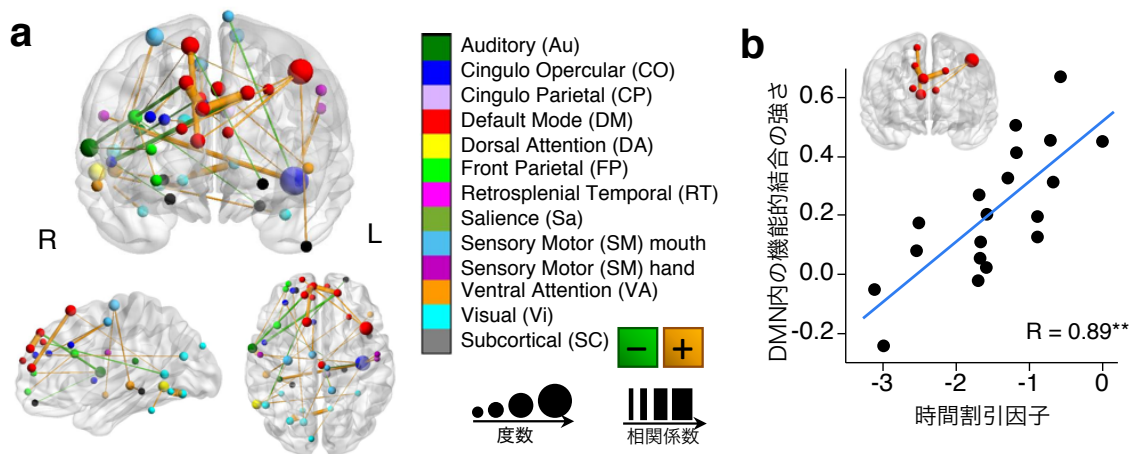 a
R
L
Auditory (Au)
Cingulo Opercular (CO)
Cingulo Parietal (CP)
Default Mode (DM)
Dorsal Attention (DA)
Front Parietal (FP)
Retrosplenial Temporal (RT)
Salience (Sa)
Sensory Motor (SM) mouth
Sensory Motor (SM) hand
Ventral Attention (VA)
Visual (Vi)
Subcortical (SC)
− +
度数
相関係数
b
DMN内の機能的結合の強さ
0.6
0.4
0.2
0.0
-0.2
R = 0.89**
-3 -2 -1 0
時間割引因子